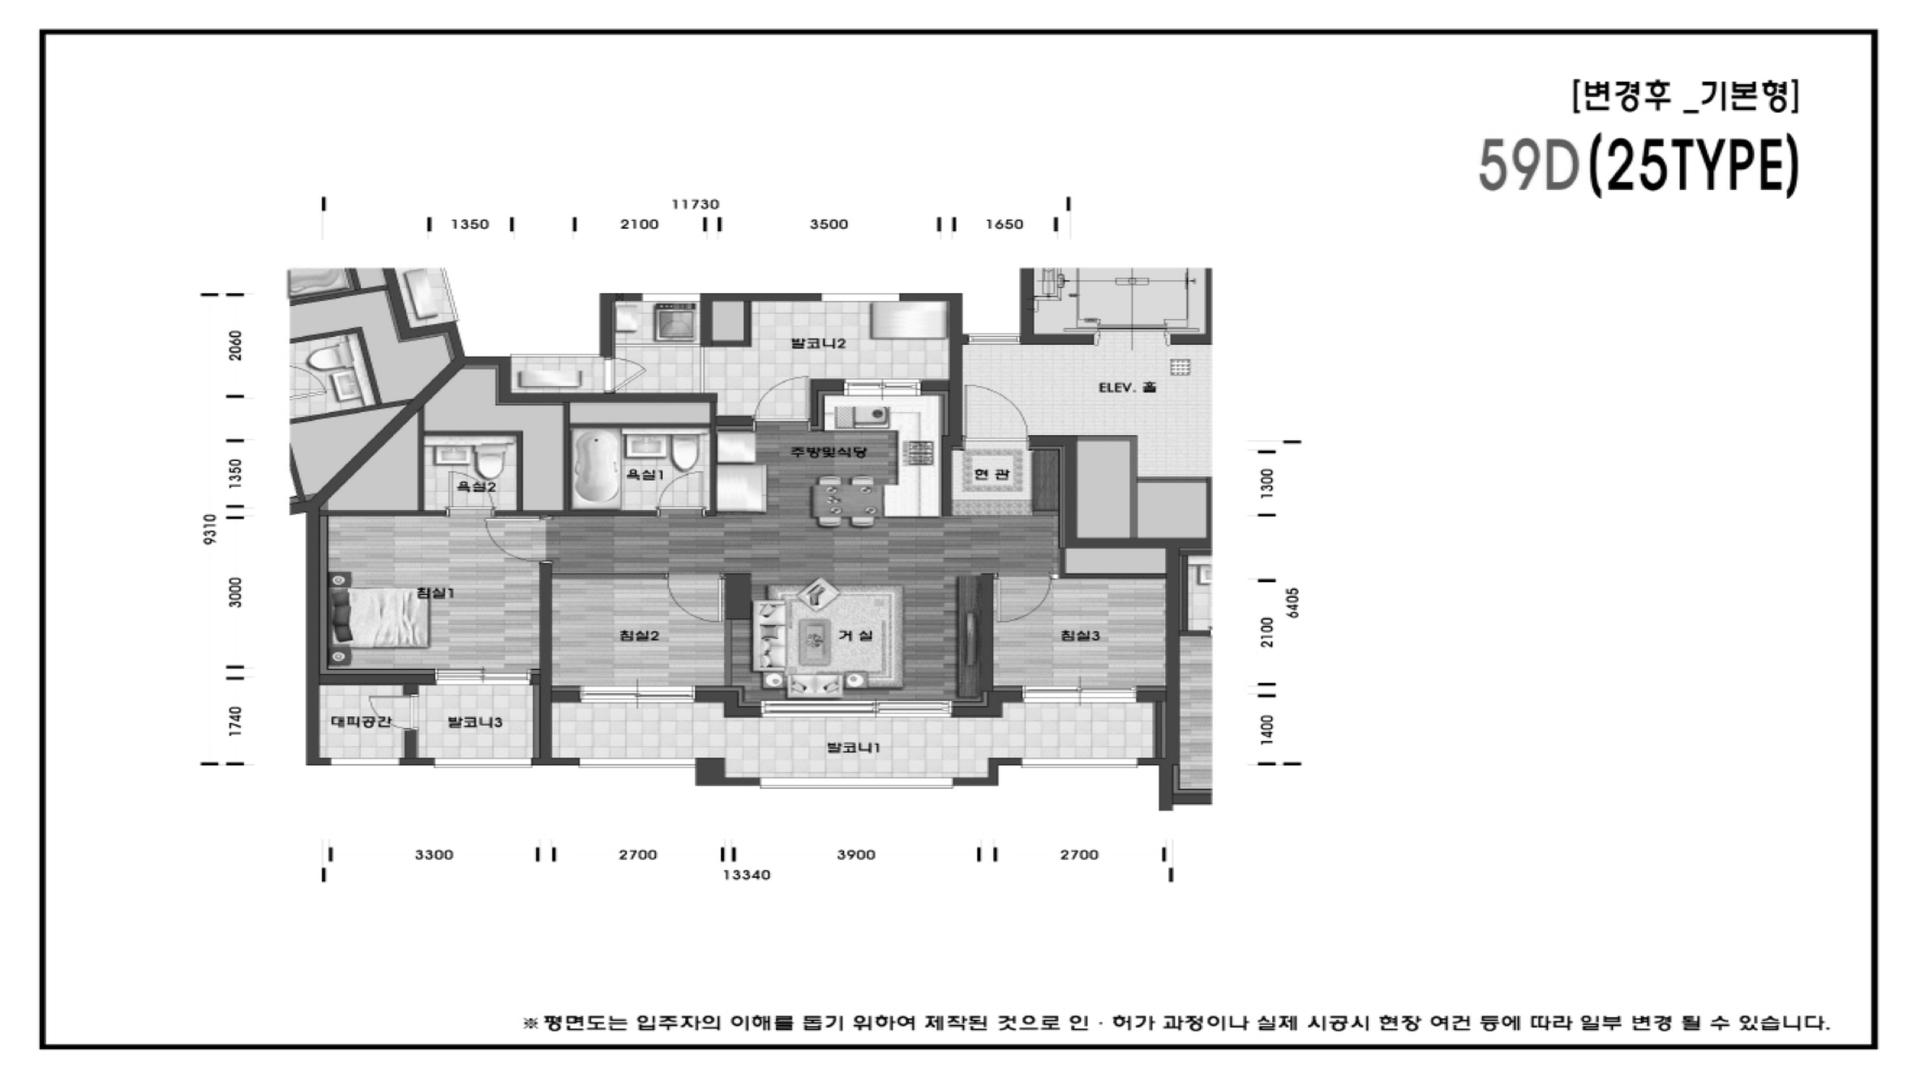 [변경후 _기본형]
59D(25TYPE)
11730
1350 2100 3500 1650
2060
1350
9310
3000
1740
1300
2100
6405
1400
발코니2
ELEV. 홀
주방및식당
욕실1
욕실2
현 관
침실1
침실2
거 실
침실3
대피공간
발코니3
발코니1
3300 2700 3900 2700
13340
※ 평면도는 입주자의 이해를 돕기 위하여 제작된 것으로 인 · 허가 과정이나 실제 시공시 현장 여건 등에 따라 일부 변경 될 수 있습니다.